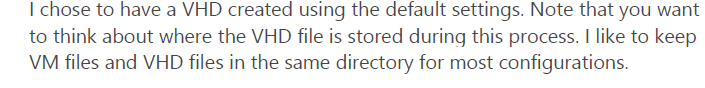 I chose to have a VHD created using the default settings. Note that you want
to think about where the VHD file is stored during this process. I like to keep
VM files and VHD files in the same directory for most configurations.